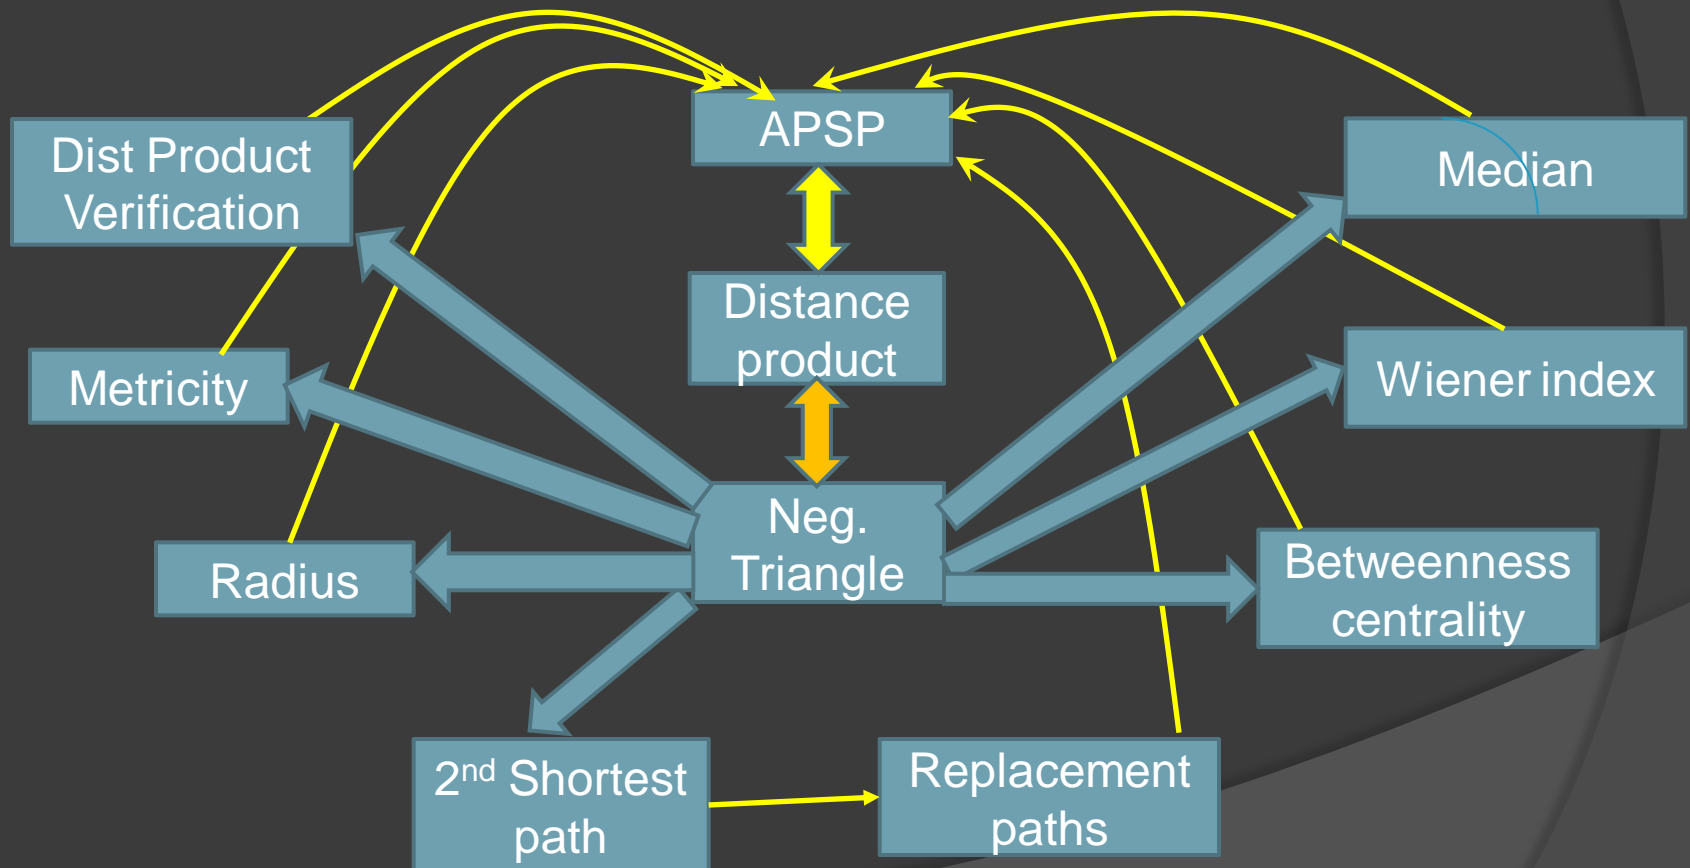 APSP
Dist Product
Verification
Median
Distance
product
Metricity
Wiener index
Neg.
Triangle
Radius
Betweenness
centrality
2nd Shortest
path
Replacement
paths